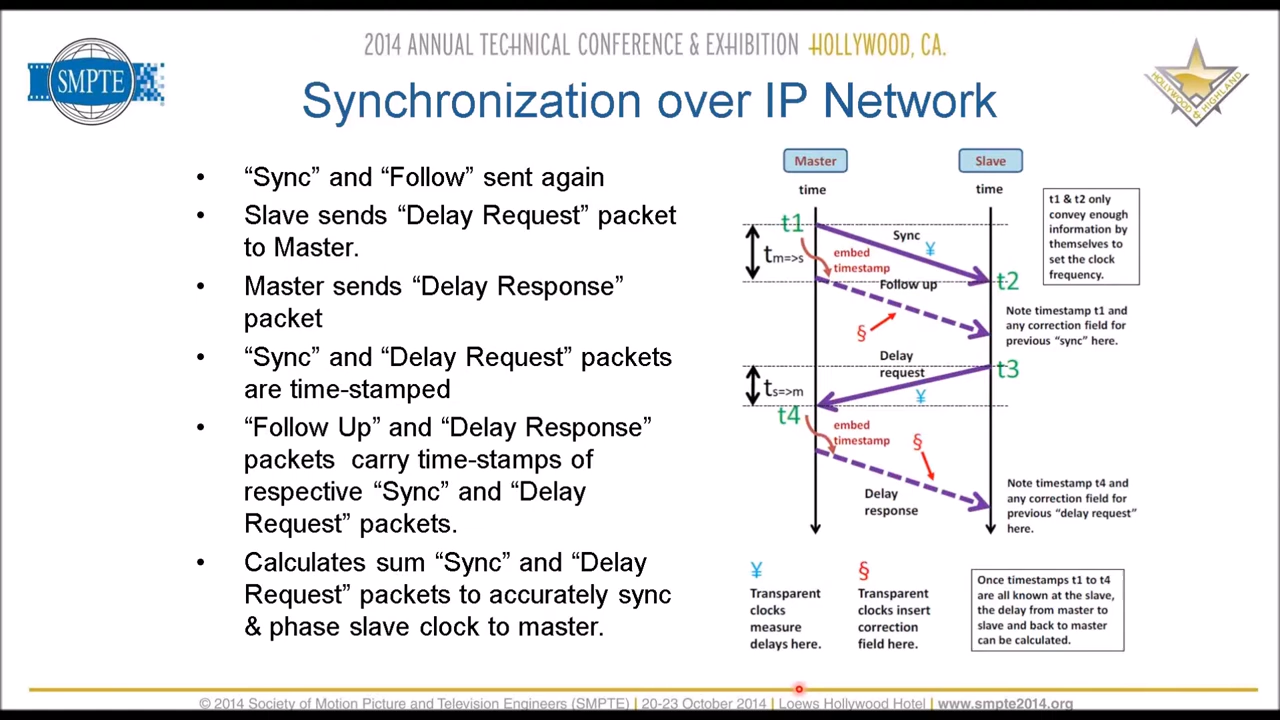 2014 ANNUAL TECHNICAL CONFERENCE & EXHIBITION HOLLYWOOD, CA.
SMPTE
HOLLYWOOD & HIGHLAND
Synchronization over IP Network
• “Sync” and “Follow” sent again
• Slave sends “Delay Request” packet
to Master.
• Master sends “Delay Response”
packet
• “Sync” and “Delay Request” packets
are time-stamped
• “Follow Up” and “Delay Response”
packets carry time-stamps of
respective “Sync” and “Delay
Request” packets.
• Calculates sum “Sync” and “Delay
Request” packets to accurately sync
& phase slave clock to master.
Master
Slave
time
time
t1
Sync
¥
tm=>s
embed
timestamp
t2
Follow up
§
t1 & t2 only
convey enough
information by
themselves to
set the clock
frequency.
Note timestamp t1 and
any correction field for
previous “sync” here.
Delay
request
t3
ts=>m
¥
t4
embed
timestamp
§
Delay
response
Note timestamp t4 and
any correction field for
previous “delay request”
here.
¥
Transparent
clocks
measure
delays here.
§
Transparent
clocks insert
correction
field here.
Once timestamps t1 to t4
are all known at the slave,
the delay from master to
slave and back to master
can be calculated.
© 2014 Society of Motion Picture and Television Engineers (SMPTE) | 20-23 October 2014 | Loews Hollywood Hotel | www.smpte2014.org